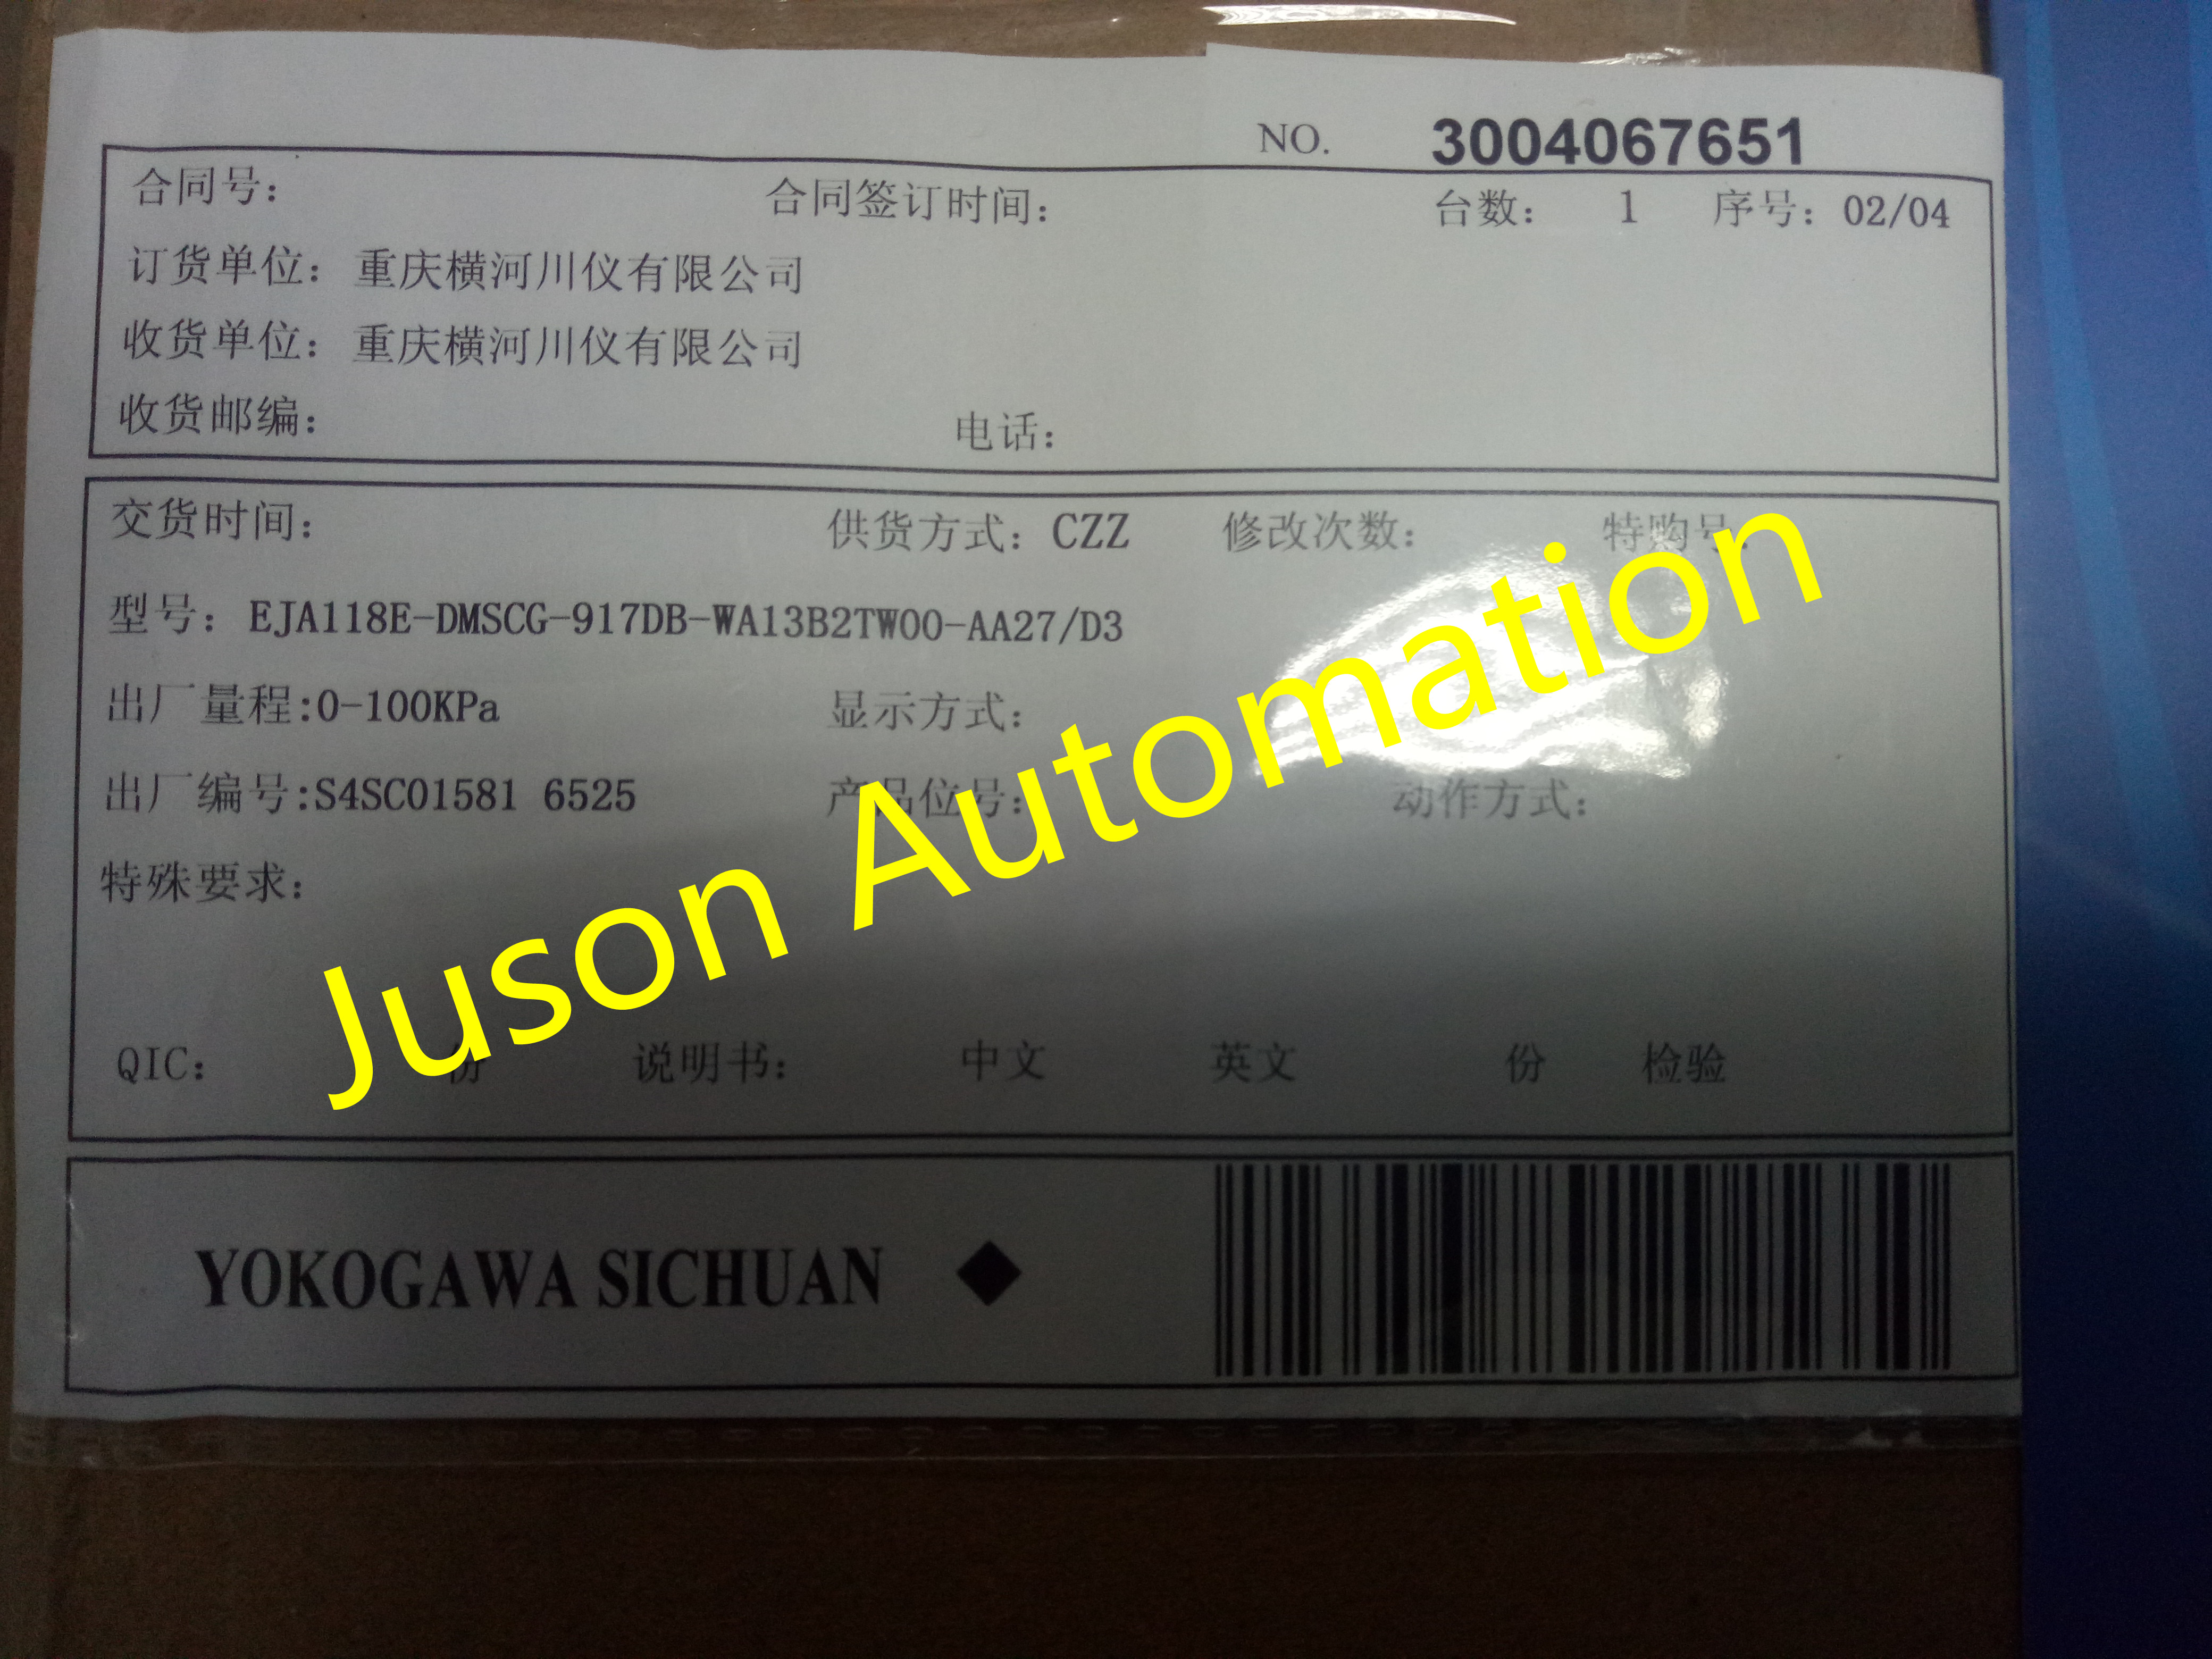 NO. 3004067651
合同号: 合同签订时间: 台数: 1 序号: 02/04
订货单位: 重庆横河川仪有限公司
收货单位: 重庆横河川仪有限公司
收货邮编: 电话:
交货时间: 供货方式: CZZ 修改次数: 特购号:
型号: EJA118E-DMSCG-917DB-WA13B2TW00-AA27/D3
出厂量程:0-100KPa 显示方式:
出厂编号:S4SC01581 6525 产品位号: 动作方式:
特殊要求:
Juson Automation
QIC: 份 说明书: 中文 英文 份 检验
YOKOGAWA SICHUAN ◆